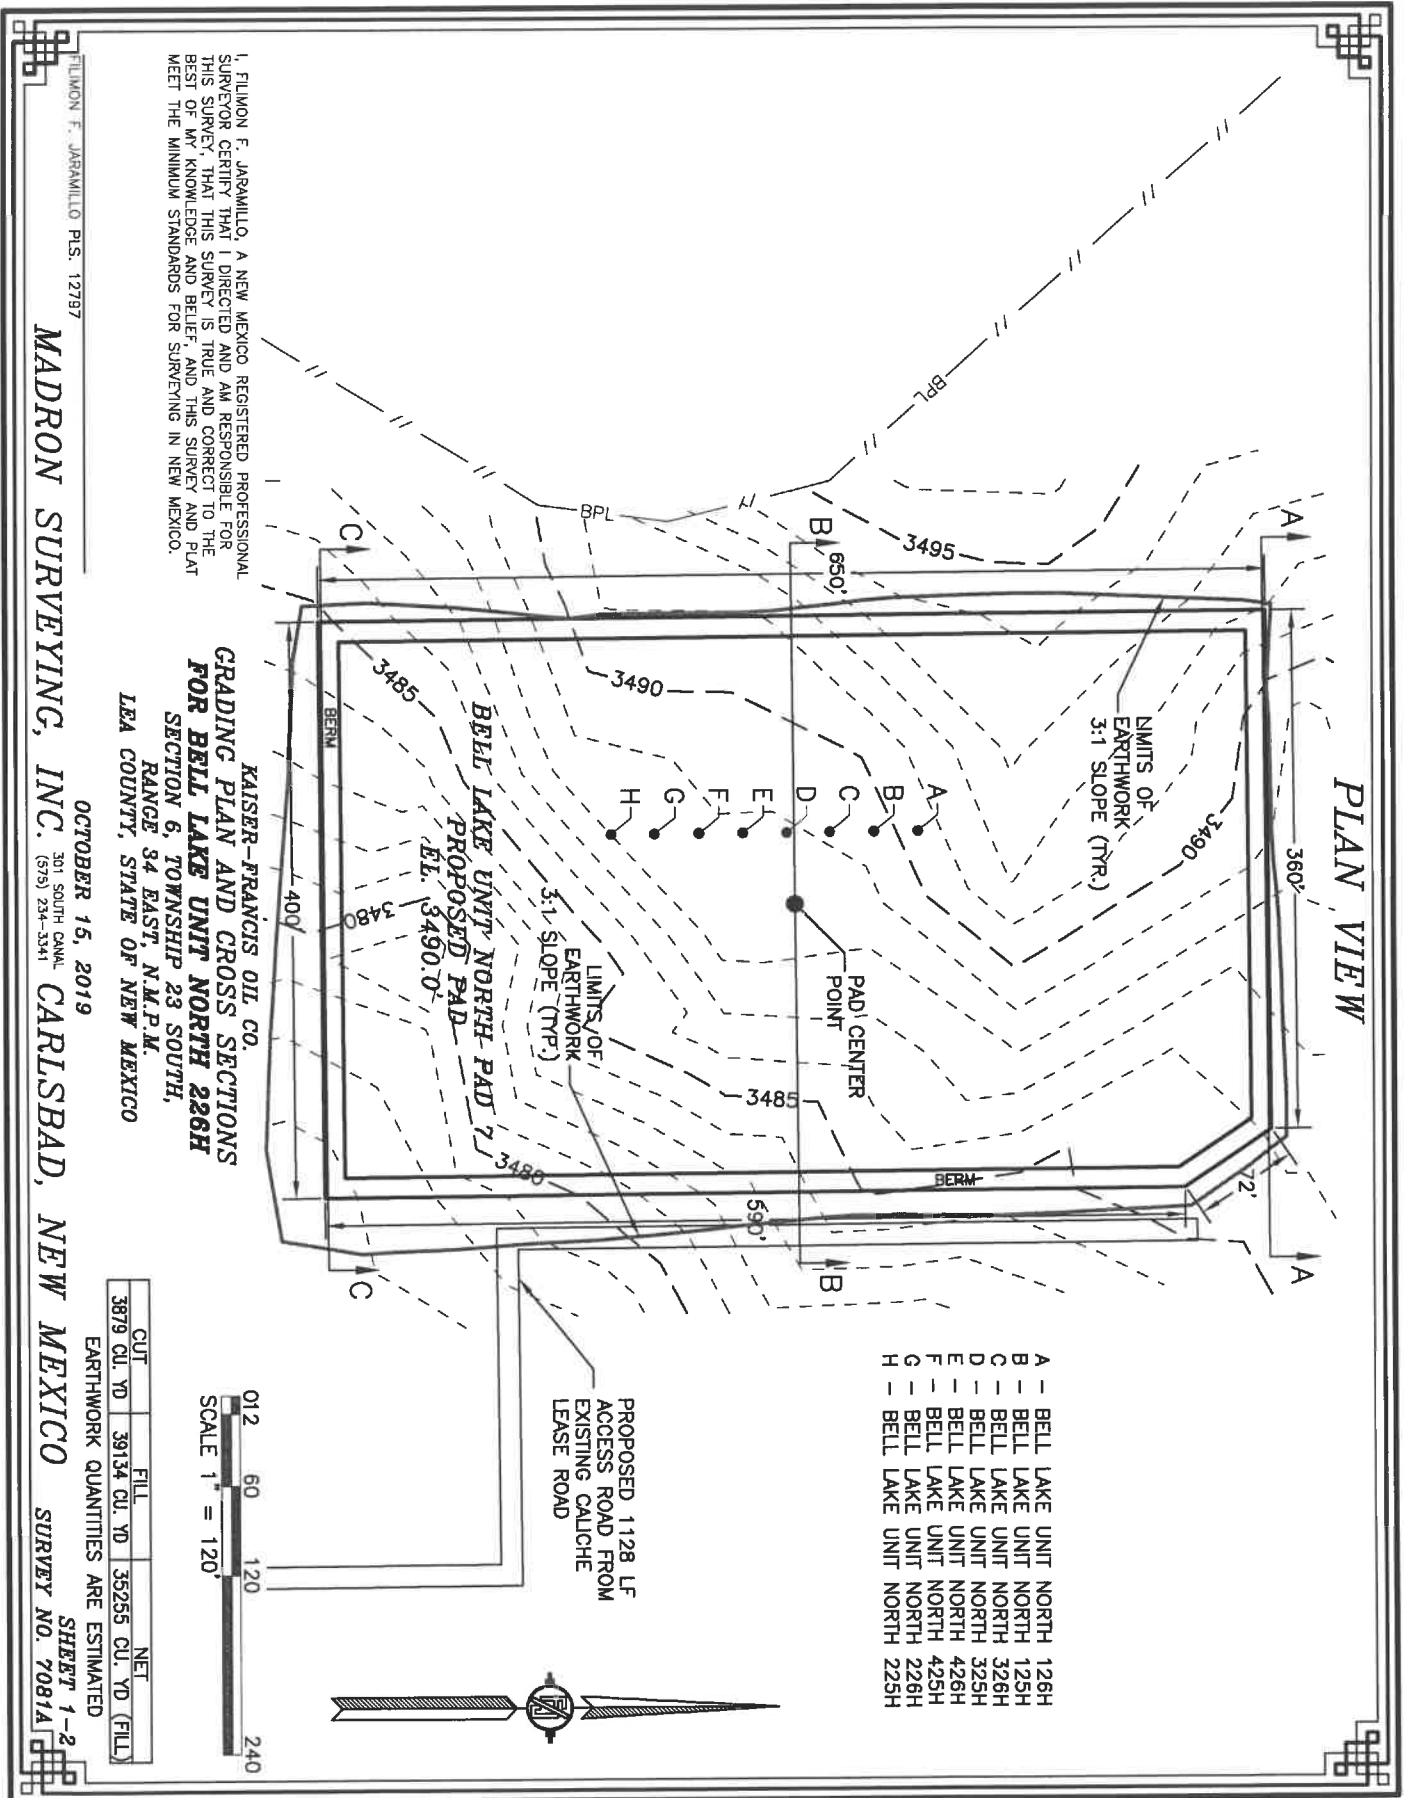 PLAN VIEW
A
A
360'
72'
LIMITS OF
EARTHWORK
3:1 SLOPE (TYP.)
3490
3495
BPL
B
B
650'
590'
BERM
A
B
C
D
E
F
G
H
PAD CENTER
POINT
3490
3485
LIMITS OF
EARTHWORK
3:1 SLOPE (TYP.)
BELL LAKE UNIT NORTH PAD 7
PROPOSED PAD
EL. 3490.0'
3485
3480
3480
BPL
BERM
400'
C
C
A - BELL LAKE UNIT NORTH 126H
B - BELL LAKE UNIT NORTH 125H
C - BELL LAKE UNIT NORTH 326H
D - BELL LAKE UNIT NORTH 325H
E - BELL LAKE UNIT NORTH 426H
F - BELL LAKE UNIT NORTH 425H
G - BELL LAKE UNIT NORTH 226H
H - BELL LAKE UNIT NORTH 225H
PROPOSED 1128 LF
ACCESS ROAD FROM
EXISTING CALICHE
LEASE ROAD
012 60 120 240
SCALE 1" = 120'
I, FILIMON F. JARAMILLO, A NEW MEXICO REGISTERED PROFESSIONAL
SURVEYOR CERTIFY THAT I DIRECTED AND AM RESPONSIBLE FOR
THIS SURVEY, THAT THIS SURVEY IS TRUE AND CORRECT TO THE
BEST OF MY KNOWLEDGE AND BELIEF, AND THIS SURVEY AND PLAT
MEET THE MINIMUM STANDARDS FOR SURVEYING IN NEW MEXICO.
FILIMON F. JARAMILLO PLS. 12797
KAISER-FRANCIS OIL CO.
GRADING PLAN AND CROSS SECTIONS
FOR BELL LAKE UNIT NORTH 226H
SECTION 6, TOWNSHIP 23 SOUTH,
RANGE 34 EAST, N.M.P.M.
LEA COUNTY, STATE OF NEW MEXICO
OCTOBER 15, 2019
CUT FILL NET
3879 CU. YD 39134 CU. YD 35255 CU. YD (FILL)
EARTHWORK QUANTITIES ARE ESTIMATED
SHEET 1-2
MADRON SURVEYING, INC. 301 SOUTH CANAL (575) 234-3341 CARLSBAD, NEW MEXICO SURVEY NO. 7081A